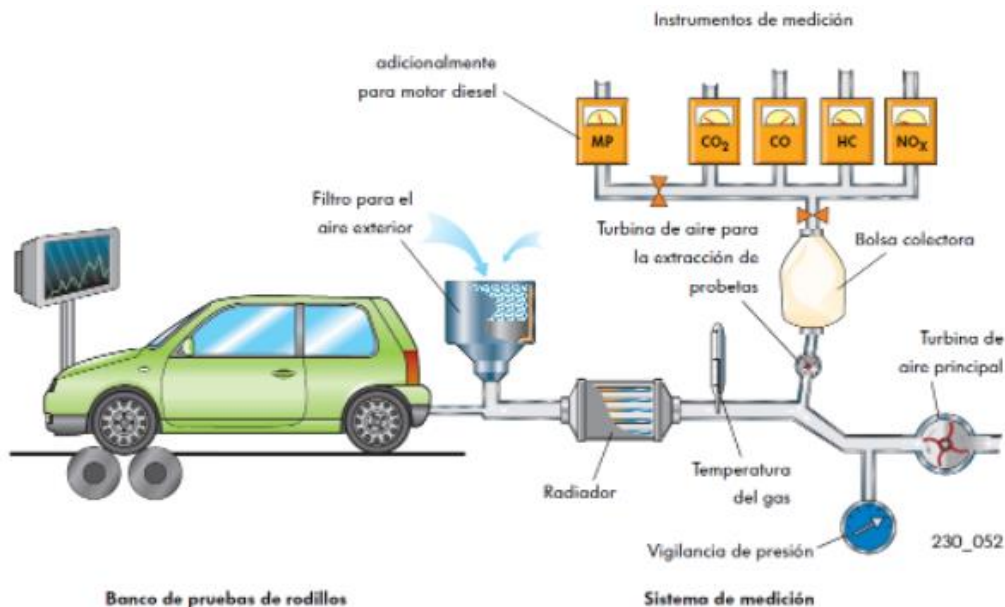 Instrumentos de medición
adicionalmente
para motor diesel
MP
CO₂
CO
HC
NOₓ
Filtro para el
aire exterior
Turbina de aire para
la extracción de
probetas
Bolsa colectora
Turbina de
aire principal
Radiador
Temperatura
del gas
Vigilancia de presión
230_052
Banco de pruebas de rodillos
Sistema de medición